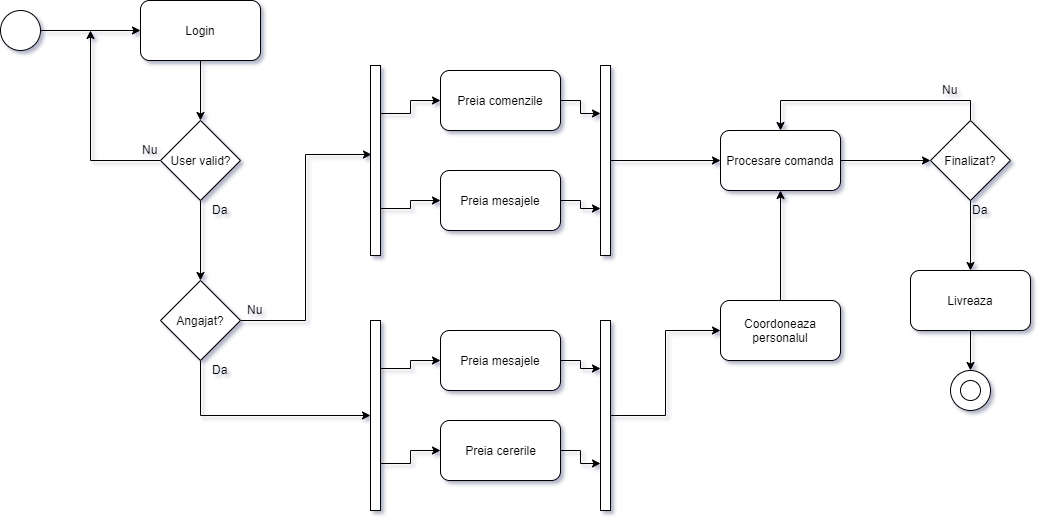 Login
User valid?
Nu
Da
Angajat?
Nu
Da
Preia comenzile
Preia mesajele
Preia mesajele
Preia cererile
Procesare comanda
Coordoneaza
personalul
Nu
Finalizat?
Da
Livreaza